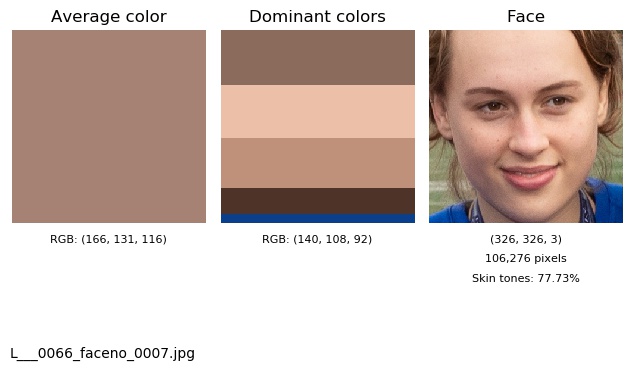 Average color
Dominant colors
Face
RGB: (166, 131, 116)
RGB: (140, 108, 92)
(326, 326, 3)
106,276 pixels
Skin tones: 77.73%
L___0066_faceno_0007.jpg